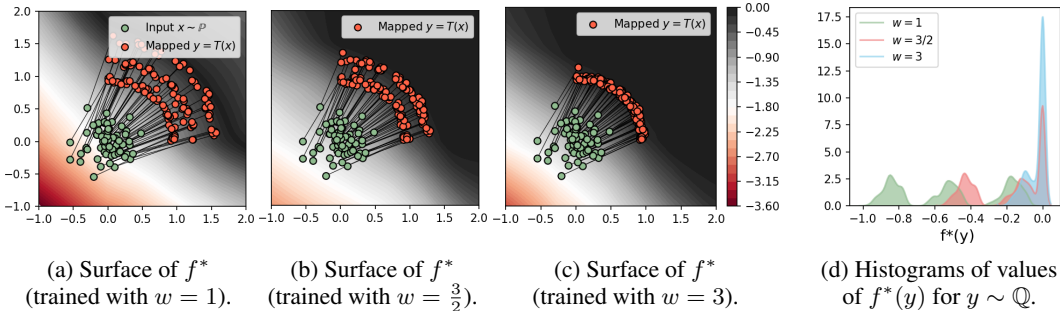 Input x ~ ℙ
Mapped y = T(x)
1.5
1.0
0.5
0.0
−0.5
−1.0
−1.0 −0.5 0.0 0.5 1.0 1.5 2.0
Mapped y = T(x)
−1.0 −0.5 0.0 0.5 1.0 1.5 2.0
Mapped y = T(x)
−1.0 −0.5 0.0 0.5 1.0 1.5 2.0
0.00
−0.45
−0.90
−1.35
−1.80
−2.25
−2.70
−3.15
−3.60
w = 1
w = 3/2
w = 3
17.5
15.0
12.5
10.0
7.5
5.0
2.5
0.0
−1.0 −0.8 −0.6 −0.4 −0.2 0.0
f*(y)
(a) Surface of f*
(trained with w = 1).
(b) Surface of f*
(trained with w = 3/2).
(c) Surface of f*
(trained with w = 3).
(d) Histograms of values
of f*(y) for y ∼ ℚ.